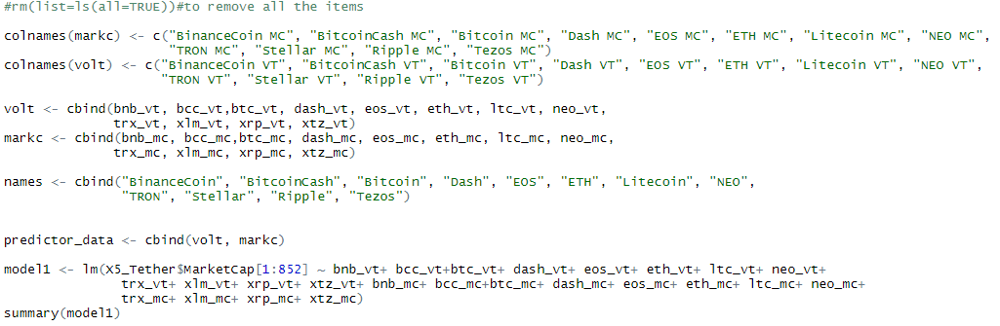 #rm(list=ls(all=TRUE))#to remove all the items
colnames(markc) <- c("BinanceCoin MC", "BitcoinCash MC", "Bitcoin MC", "Dash MC", "EOS MC", "ETH MC", "Litecoin MC", "NEO MC",
"TRON MC", "Stellar MC", "Ripple MC", "Tezos MC")
colnames(volt) <- c("BinanceCoin VT", "BitcoinCash VT", "Bitcoin VT", "Dash VT", "EOS VT", "ETH VT", "Litecoin VT", "NEO VT",
"TRON VT", "Stellar VT", "Ripple VT", "Tezos VT")
volt <- cbind(bnb_vt, bcc_vt,btc_vt, dash_vt, eos_vt, eth_vt, ltc_vt, neo_vt,
trx_vt, xlm_vt, xrp_vt, xtz_vt)
markc <- cbind(bnb_mc, bcc_mc,btc_mc, dash_mc, eos_mc, eth_mc, ltc_mc, neo_mc,
trx_mc, xlm_mc, xrp_mc, xtz_mc)
names <- cbind("BinanceCoin", "BitcoinCash", "Bitcoin", "Dash", "EOS", "ETH", "Litecoin", "NEO",
"TRON", "Stellar", "Ripple", "Tezos")
predictor_data <- cbind(volt, markc)
model1 <- lm(X5_Tether$MarketCap[1:852] ~ bnb_vt+ bcc_vt+btc_vt+ dash_vt+ eos_vt+ eth_vt+ ltc_vt+ neo_vt+
trx_vt+ xlm_vt+ xrp_vt+ xtz_vt+ bnb_mc+ bcc_mc+btc_mc+ dash_mc+ eos_mc+ eth_mc+ ltc_mc+ neo_mc+
trx_mc+ xlm_mc+ xrp_mc+ xtz_mc)
summary(model1)